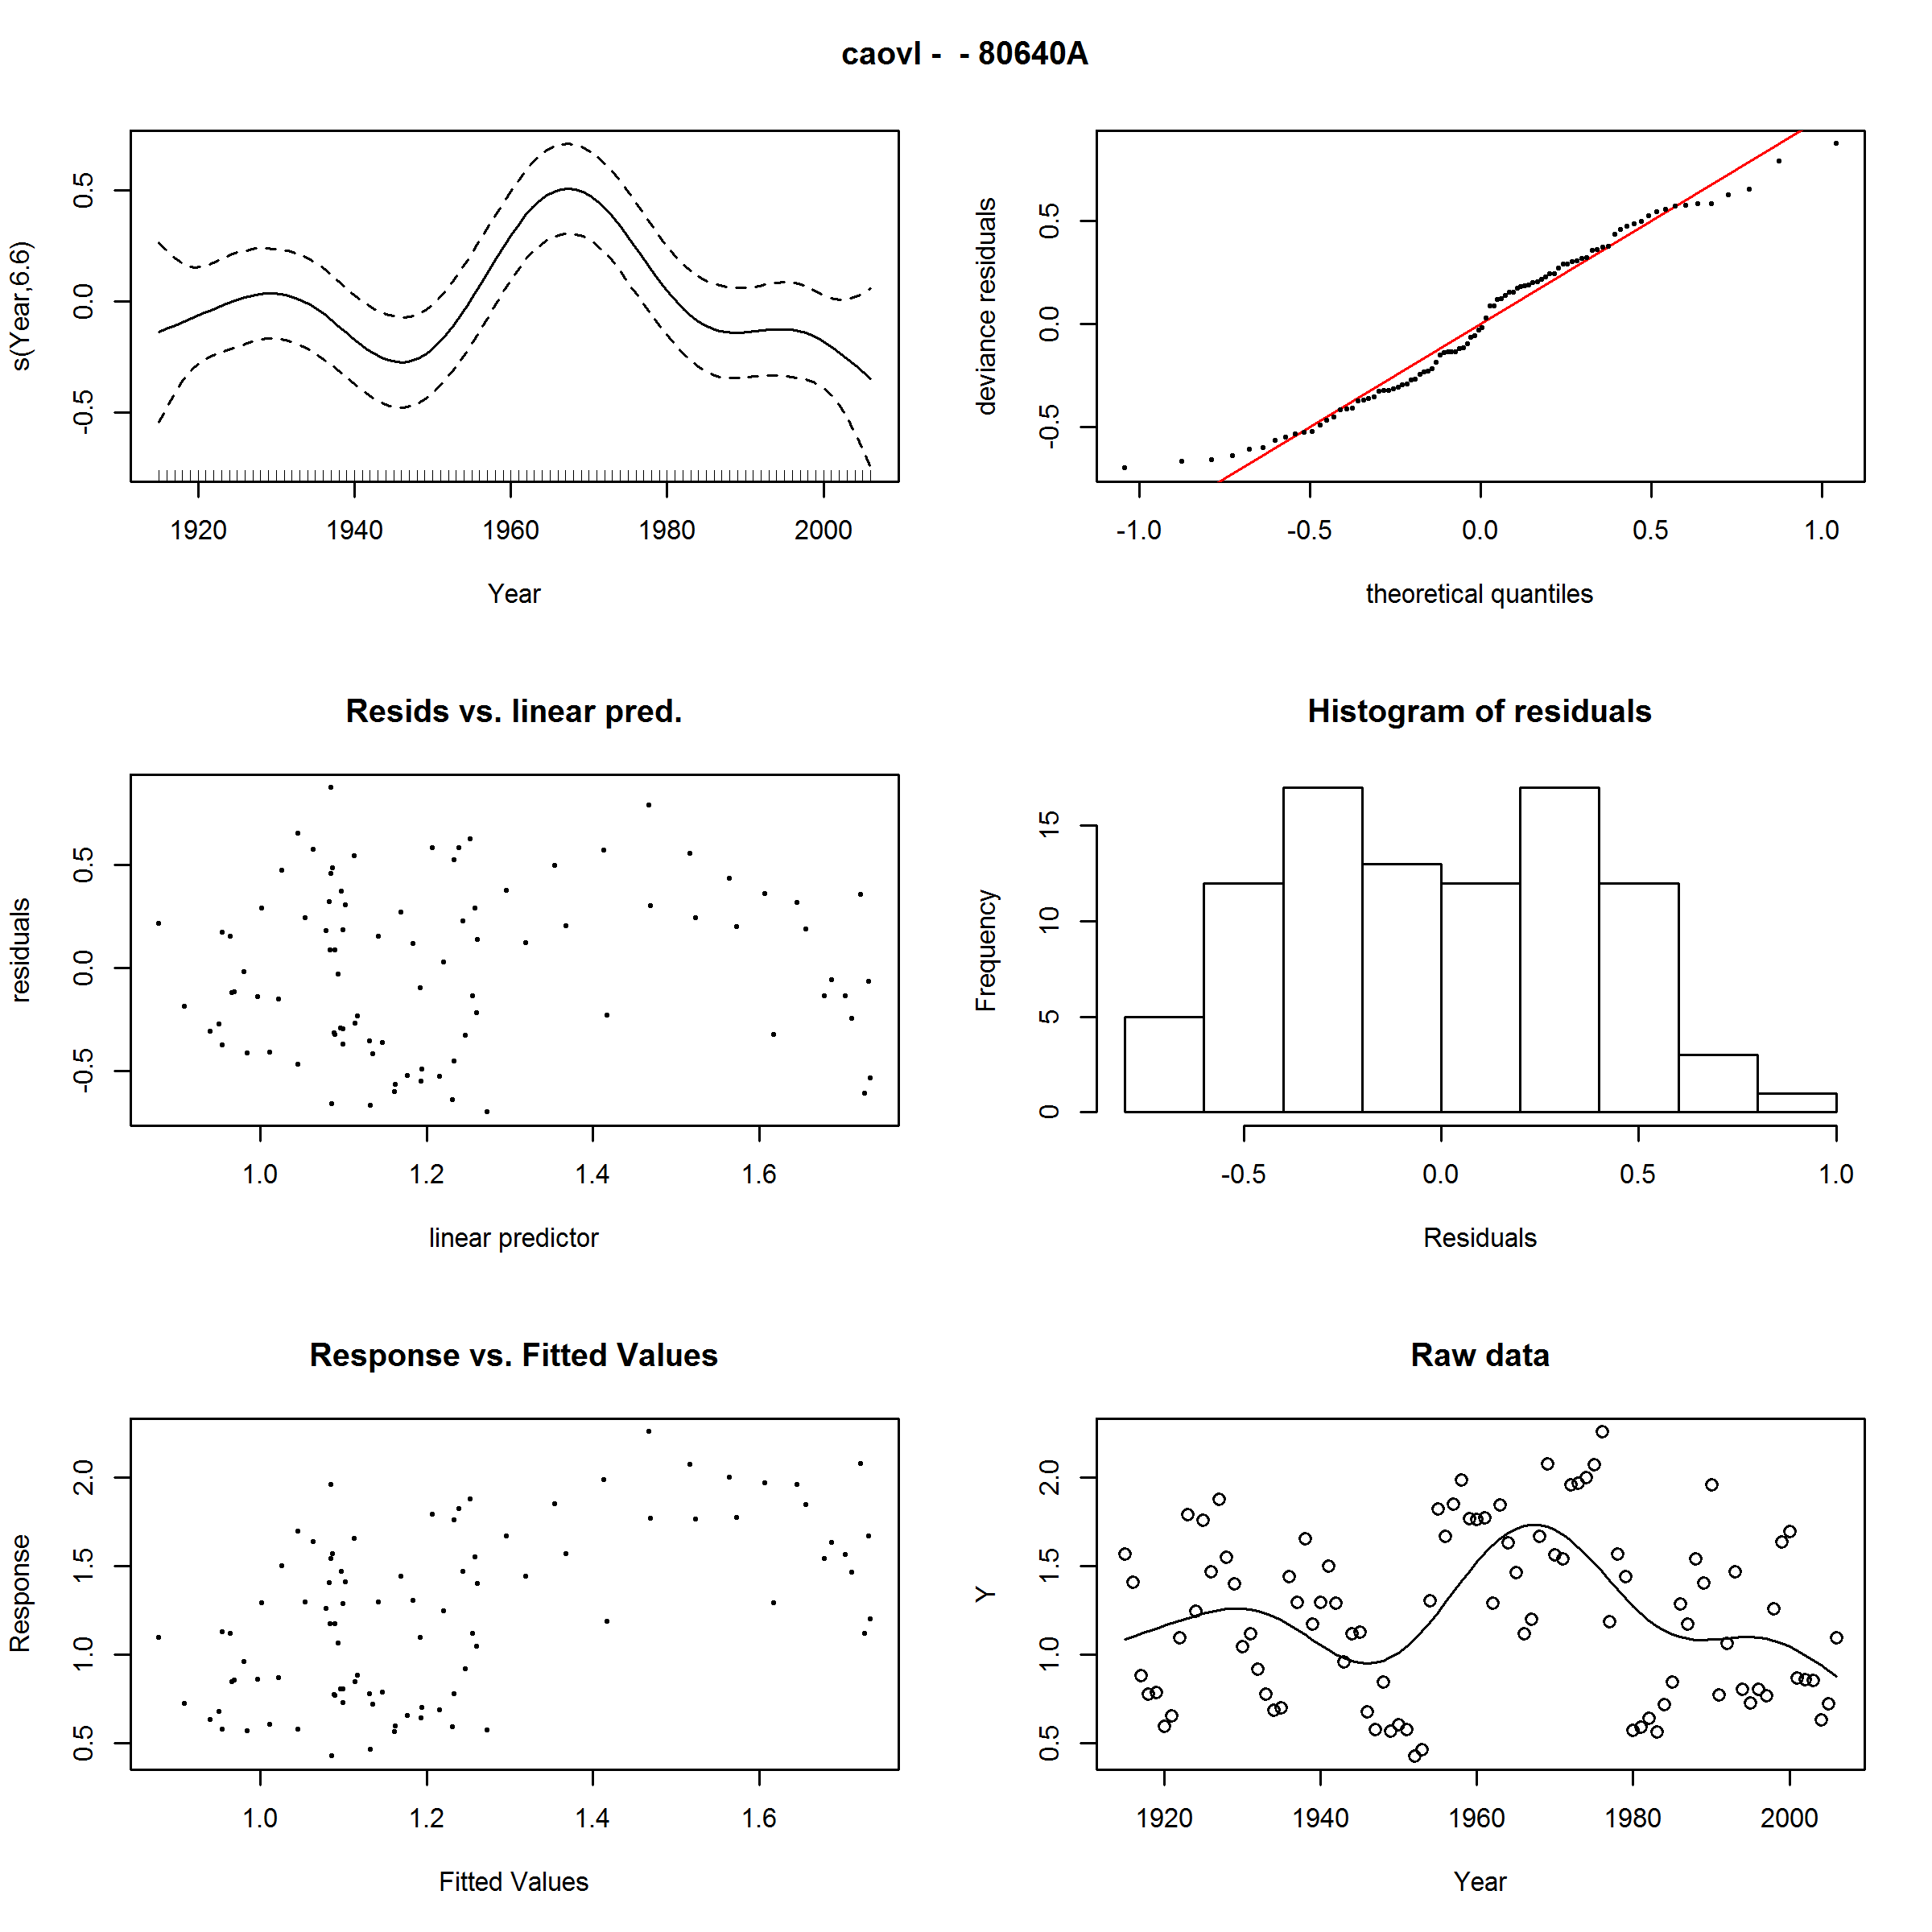 caovl -  - 80640A
s(Year,6.6)
-0.5 0.0 0.5
1920 1940 1960 1980 2000
Year
deviance residuals
-0.5 0.0 0.5
-1.0 -0.5 0.0 0.5 1.0
theoretical quantiles
Resids vs. linear pred.
residuals
-0.5 0.0 0.5
1.0 1.2 1.4 1.6
linear predictor
Histogram of residuals
Frequency
0 5 10 15
-0.5 0.0 0.5 1.0
Residuals
Response vs. Fitted Values
Response
0.5 1.0 1.5 2.0
1.0 1.2 1.4 1.6
Fitted Values
Raw data
Y
0.5 1.0 1.5 2.0
1920 1940 1960 1980 2000
Year